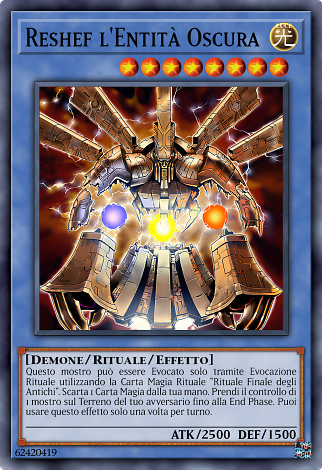 Reshef l'Entità Oscura
光
[Demone/Rituale/Effetto]
Questo mostro può essere Evocato solo tramite Evocazione
Rituale utilizzando la Carta Magia Rituale "Rituale Finale degli
Antichi". Scarta 1 Carta Magia dalla tua mano. Prendi il controllo di
1 mostro sul Terreno del tuo avversario fino alla End Phase. Puoi
usare questo effetto solo una volta per turno.
ATK/2500 DEF/1500
62420419